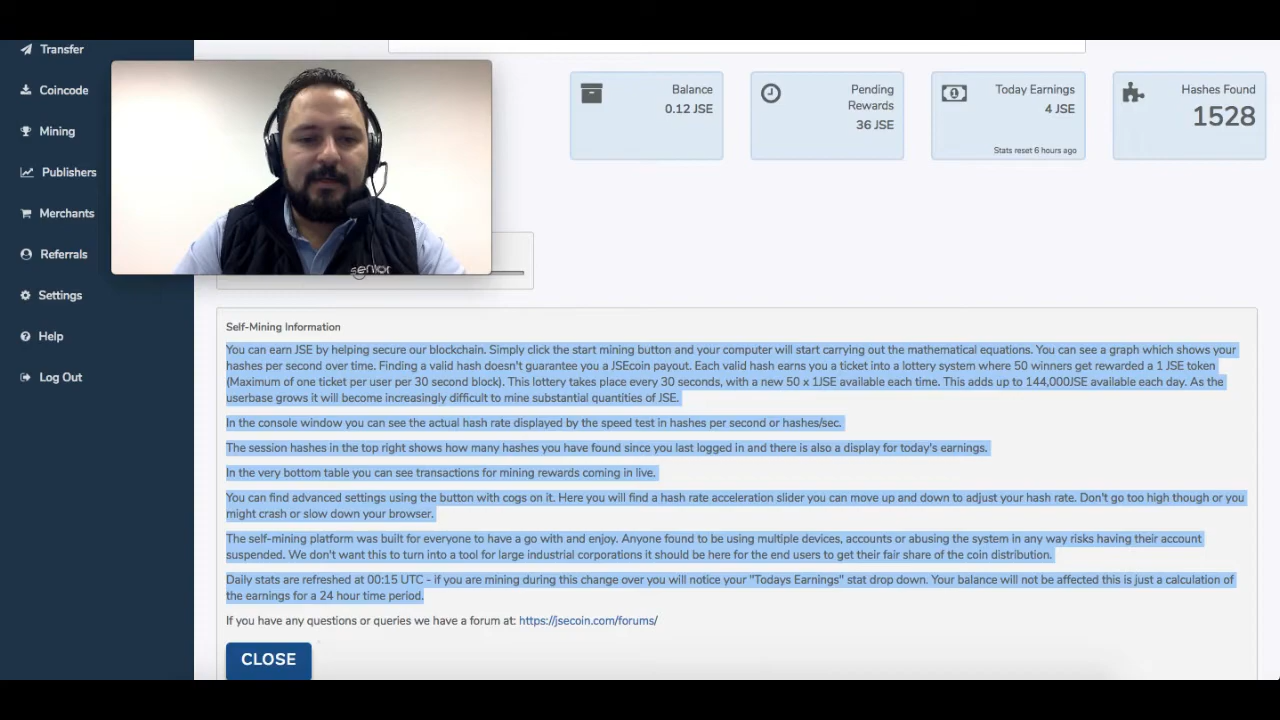 Transfer
Coincode
Mining
Publishers
Merchants
Referrals
Settings
Help
Log Out
senior
Balance
0.12 JSE
Pending
Rewards
36 JSE
Today Earnings
4 JSE
Stats reset 6 hours ago
Hashes Found
1528
Self-Mining Information
You can earn JSE by helping secure our blockchain. Simply click the start mining button and your computer will start carrying out the mathematical equations. You can see a graph which shows your
hashes per second over time. Finding a valid hash doesn't guarantee you a JSEcoin payout. Each valid hash earns you a ticket into a lottery system where 50 winners get rewarded a 1 JSE token
(Maximum of one ticket per user per 30 second block). This lottery takes place every 30 seconds, with a new 50 x 1JSE available each time. This adds up to 144,000JSE available each day. As the
userbase grows it will become increasingly difficult to mine substantial quantities of JSE.
In the console window you can see the actual hash rate displayed by the speed test in hashes per second or hashes/sec.
The session hashes in the top right shows how many hashes you have found since you last logged in and there is also a display for today's earnings.
In the very bottom table you can see transactions for mining rewards coming in live.
You can find advanced settings using the button with cogs on it. Here you will find a hash rate acceleration slider you can move up and down to adjust your hash rate. Don't go too high though or you
might crash or slow down your browser.
The self-mining platform was built for everyone to have a go with and enjoy. Anyone found to be using multiple devices, accounts or abusing the system in any way risks having their account
suspended. We don't want this to turn into a tool for large industrial corporations it should be here for the end users to get their fair share of the coin distribution.
Daily stats are refreshed at 00:15 UTC - if you are mining during this change over you will notice your "Todays Earnings" stat drop down. Your balance will not be affected this is just a calculation of
the earnings for a 24 hour time period.
If you have any questions or queries we have a forum at: https://jsecoin.com/forums/
CLOSE